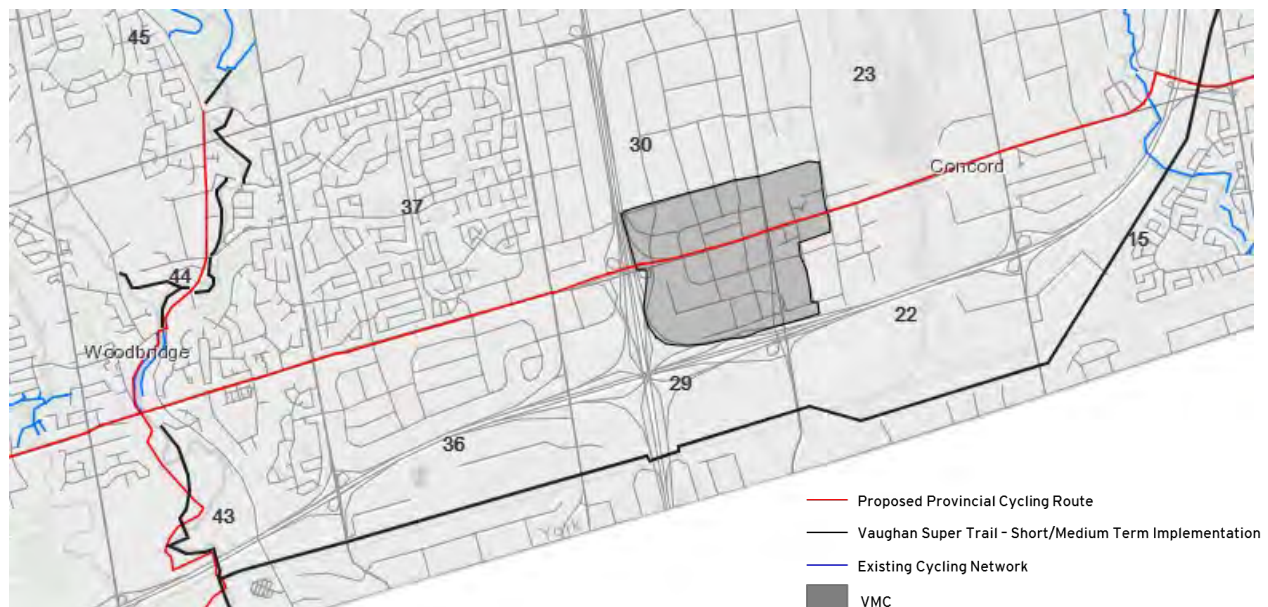 45
23
30
Concord
37
15
44
22
Woodbridge
29
36
43
York
Proposed Provincial Cycling Route
Vaughan Super Trail – Short/Medium Term Implementation
Existing Cycling Network
VMC